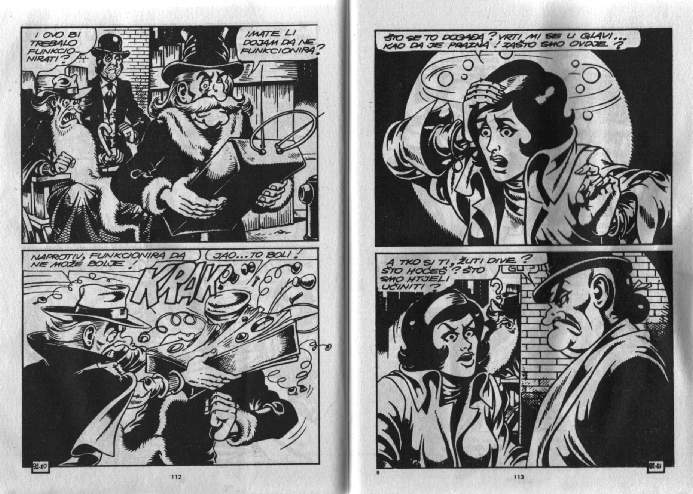 I OVO BI
TREBALO
FUNKCIO-
NIRATI?
IMATE LI
DOJAM DA NE
FUNKCIONIRA?
NAPROTIV, FUNKCIONIRA DA
NE MOŽE BOLJE!
JAO...TO BOLI!
KRAK
112
ŠTO SE TO DOGAĐA? VRTI MI SE U GLAVI...
KAO DA JE PRAZNA! ZAŠTO SMO OVDJE?
A TKO SI TI, ŽUTI DIVE?
ŠTO HOĆEŠ? ŠTO
SMO HTJELI
UČINITI?
GU?
113